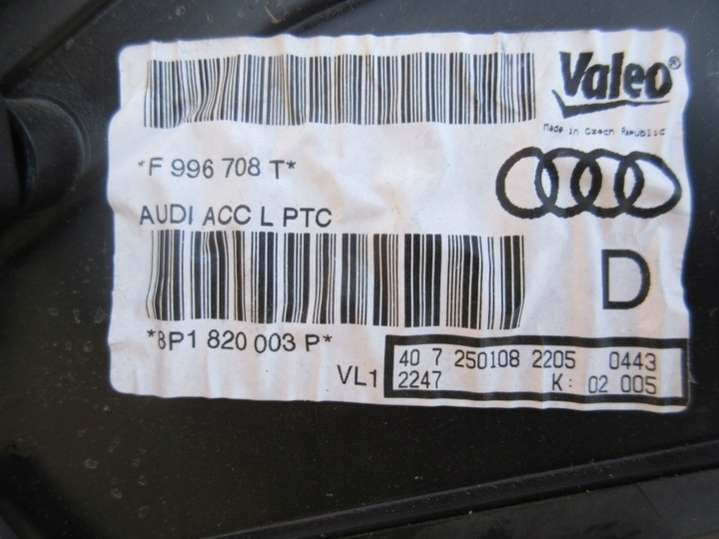 Valeo®
Made in Czech Republic
*F 996 708 T*
AUDI ACC L PTC
D
*8P1 820 003 P*
VL1
40 7 250108 2205 0443
2247 K: 02 005